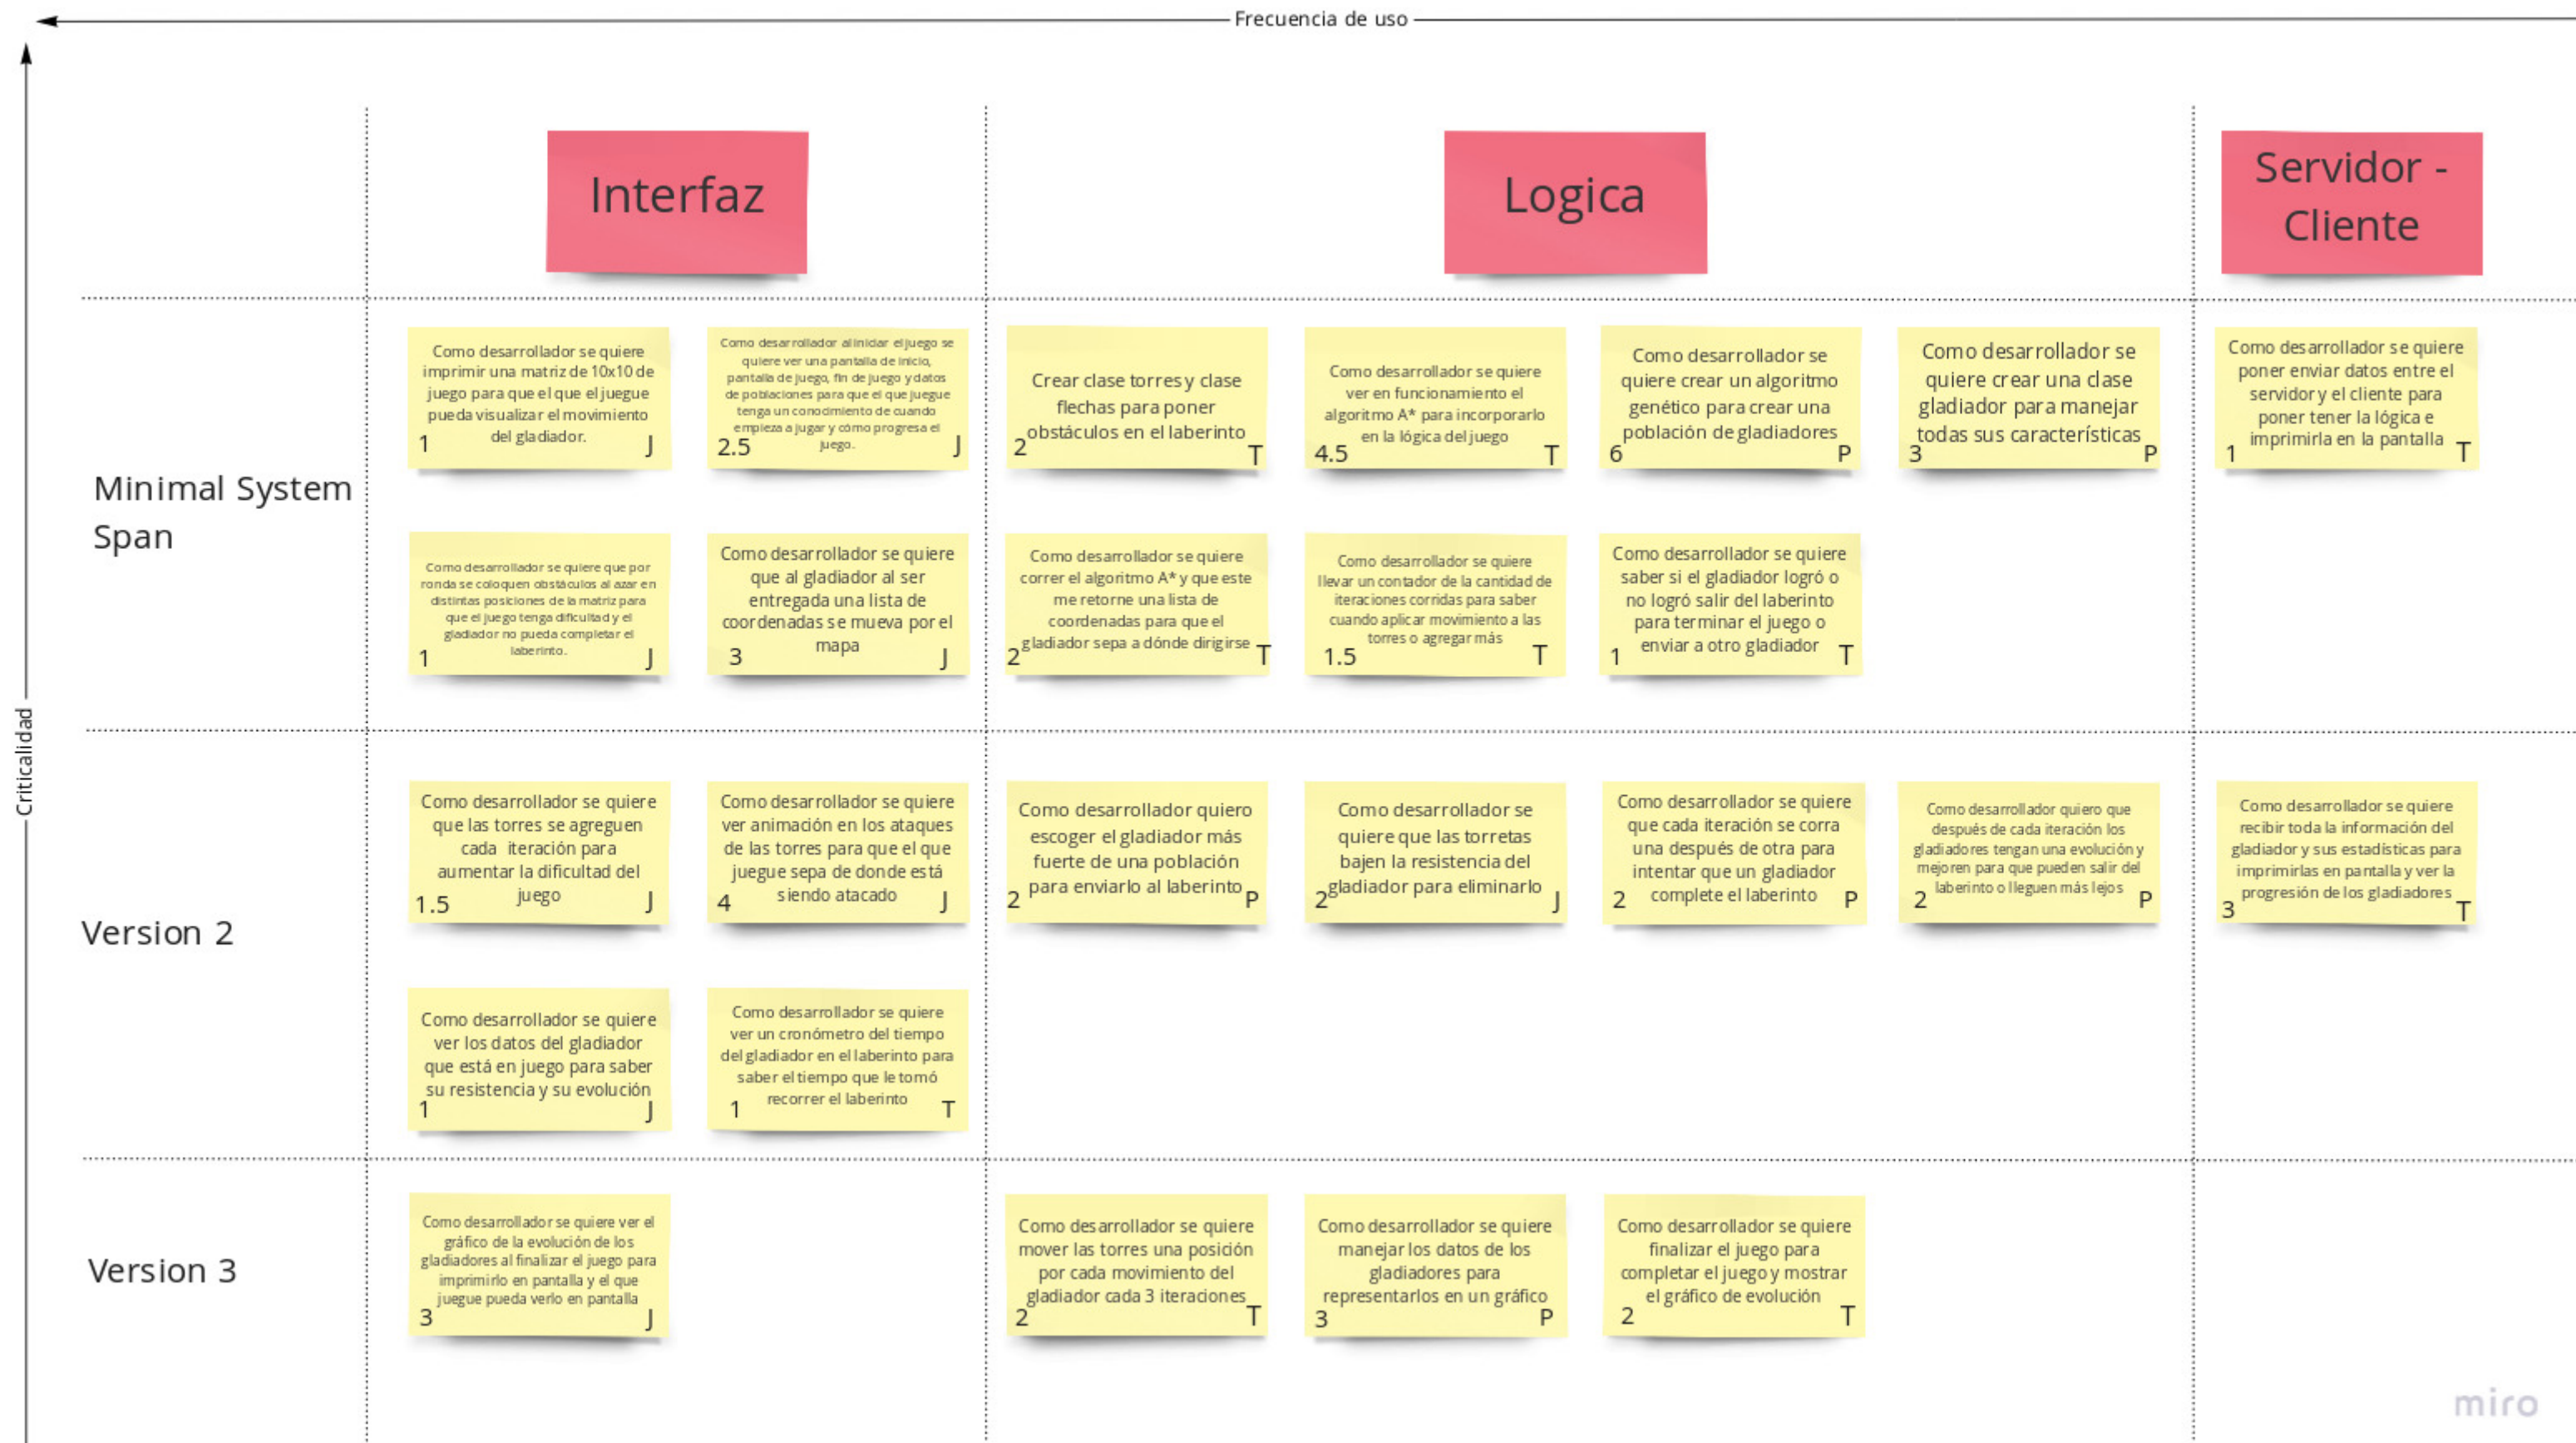 Frecuencia de uso
Criticalidad
Interfaz
Logica
Servidor -
Cliente
Minimal System
Span
Como desarrollador se quiere
imprimir una matriz de 10x10 de
juego para que el que el juegue
pueda visualizar el movimiento
del gladiador.
1
J
Como desarrollador al iniciar el juego se
quiere ver una pantalla de inicio,
pantalla de juego, fin de juego y datos
de poblaciones para que el que juegue
tenga un conocimiento de cuando
empieza a jugar y cómo progresa el
juego.
2.5
J
Crear clase torres y clase
flechas para poner
obstáculos en el laberinto
2
T
Como desarrollador se quiere
ver en funcionamiento el
algoritmo A* para incorporarlo
en la lógica del juego
4.5
T
Como desarrollador se
quiere crear un algoritmo
genético para crear una
población de gladiadores
6
P
Como desarrollador se
quiere crear una clase
gladiador para manejar
todas sus características
3
P
Como desarrollador se quiere
poner enviar datos entre el
servidor y el cliente para
poner tener la lógica e
imprimirla en la pantalla
1
T
Como desarrollador se quiere que por
ronda se coloquen obstáculos al azar en
distintas posiciones de la matriz para
que el juego tenga dificultad y el
gladiador no pueda completar el
laberinto.
1
J
Como desarrollador se quiere
que al gladiador al ser
entregada una lista de
coordenadas se mueva por el
mapa
3
J
Como desarrollador se quiere
correr el algoritmo A* y que este
me retorne una lista de
coordenadas para que el
gladiador sepa a dónde dirigirse
2
T
Como desarrollador se quiere
llevar un contador de la cantidad de
iteraciones corridas para saber
cuando aplicar movimiento a las
torres o agregar más
1.5
T
Como desarrollador se quiere
saber si el gladiador logró o
no logró salir del laberinto
para terminar el juego o
enviar a otro gladiador
1
T
Version 2
Como desarrollador se quiere
que las torres se agreguen
cada iteración para
aumentar la dificultad del
juego
1.5
J
Como desarrollador se quiere
ver animación en los ataques
de las torres para que el que
juegue sepa de donde está
siendo atacado
4
J
Como desarrollador quiero
escoger el gladiador más
fuerte de una población
para enviarlo al laberinto
2
P
Como desarrollador se
quiere que las torretas
bajen la resistencia del
gladiador para eliminarlo
2
J
Como desarrollador se quiere
que cada iteración se corra
una después de otra para
intentar que un gladiador
complete el laberinto
2
P
Como desarrollador quiero que
después de cada iteración los
gladiadores tengan una evolución y
mejoren para que pueden salir del
laberinto o lleguen más lejos
2
P
Como desarrollador se quiere
recibir toda la información del
gladiador y sus estadísticas para
imprimirlas en pantalla y ver la
progresión de los gladiadores
3
T
Como desarrollador se quiere
ver los datos del gladiador
que está en juego para saber
su resistencia y su evolución
1
J
Como desarrollador se quiere
ver un cronómetro del tiempo
del gladiador en el laberinto para
saber el tiempo que le tomó
recorrer el laberinto
1
T
Version 3
Como desarrollador se quiere ver el
gráfico de la evolución de los
gladiadores al finalizar el juego para
imprimirlo en pantalla y el que
juegue pueda verlo en pantalla
3
J
Como desarrollador se quiere
mover las torres una posición
por cada movimiento del
gladiador cada 3 iteraciones
2
T
Como desarrollador se quiere
manejar los datos de los
gladiadores para
representarlos en un gráfico
3
P
Como desarrollador se quiere
finalizar el juego para
completar el juego y mostrar
el gráfico de evolución
2
T
miro